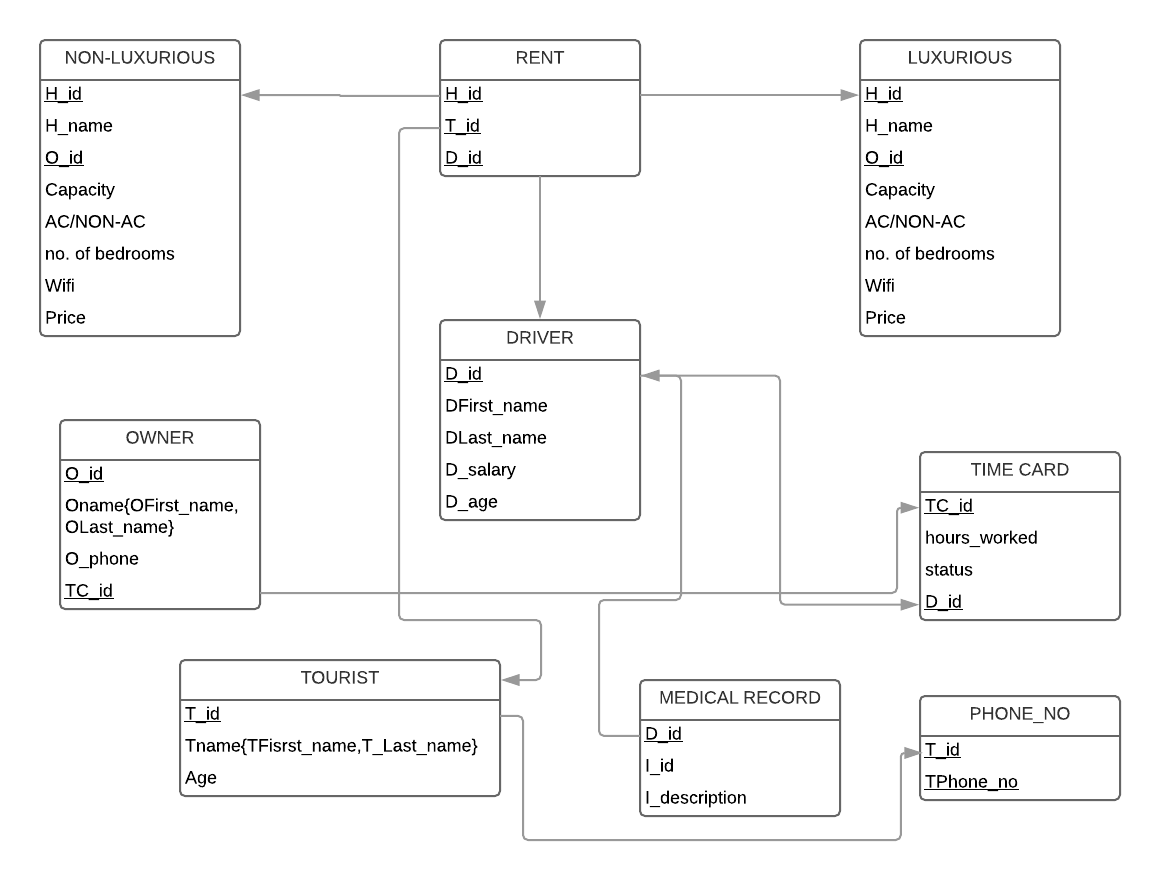 NON-LUXURIOUS
H_id
H_name
O_id
Capacity
AC/NON-AC
no. of bedrooms
Wifi
Price
RENT
H_id
T_id
D_id
LUXURIOUS
H_id
H_name
O_id
Capacity
AC/NON-AC
no. of bedrooms
Wifi
Price
DRIVER
D_id
DFirst_name
DLast_name
D_salary
D_age
OWNER
O_id
Oname{OFirst_name,
OLast_name}
O_phone
TC_id
TIME CARD
TC_id
hours_worked
status
D_id
TOURIST
T_id
Tname{TFisrst_name,T_Last_name}
Age
MEDICAL RECORD
D_id
I_id
I_description
PHONE_NO
T_id
TPhone_no